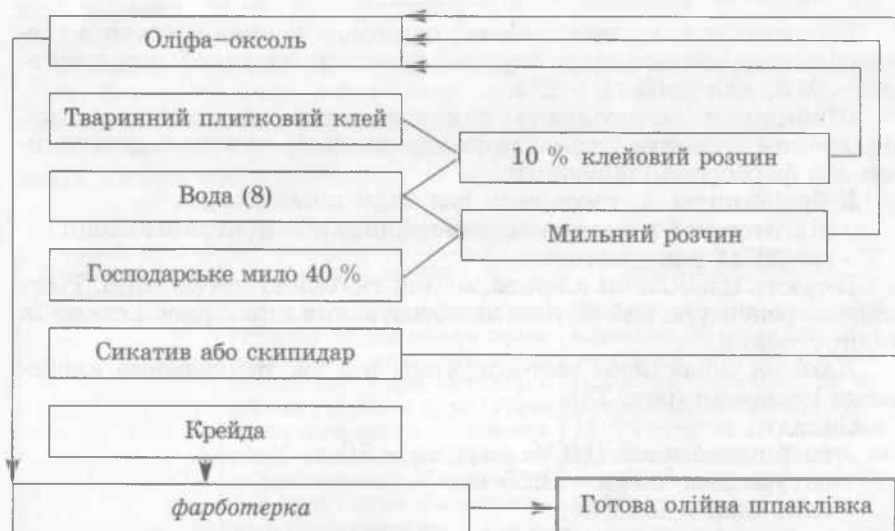 Оліфа–оксоль
Тваринний плитковий клей
10 % клейовий розчин
Вода (8)
Мильний розчин
Господарське мило 40 %
Сикатив або скипидар
Крейда
фарботерка
Готова олійна шпаклівка